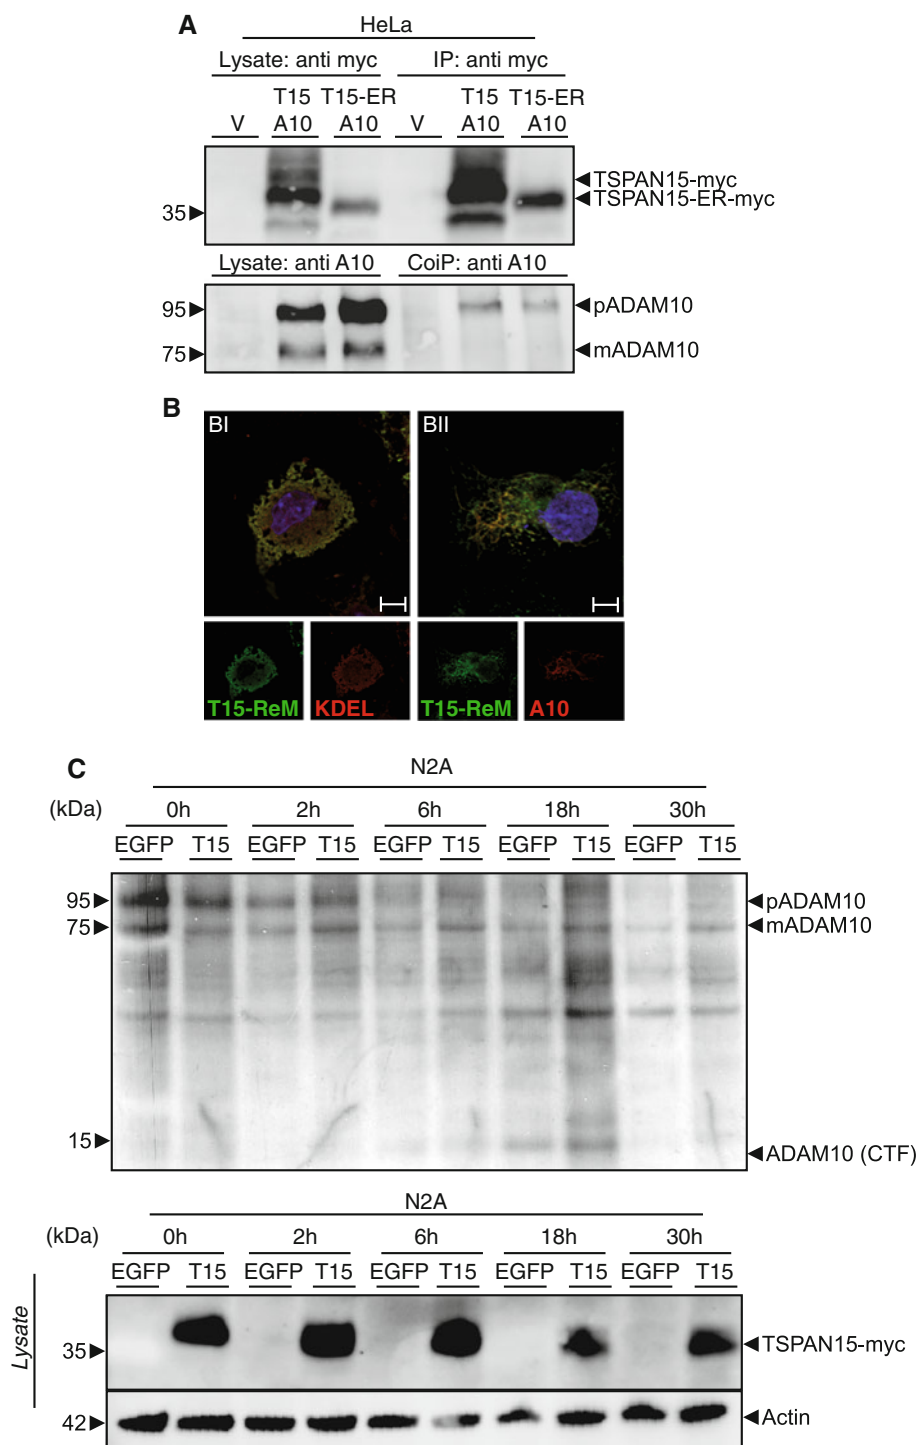 A
HeLa
Lysate: anti myc IP: anti myc
T15 T15-ER T15 T15-ER
V A10 A10 V A10 A10
TSPAN15-myc
TSPAN15-ER-myc
35
Lysate: anti A10 CoiP: anti A10
95 pADAM10
75 mADAM10
B
BI BII
T15-ReM KDEL T15-ReM A10
C
N2A
(kDa) 0h 2h 6h 18h 30h
EGFP T15 EGFP T15 EGFP T15 EGFP T15 EGFP T15
95 pADAM10
75 mADAM10
15
ADAM10 (CTF)
N2A
(kDa) 0h 2h 6h 18h 30h
EGFP T15 EGFP T15 EGFP T15 EGFP T15 EGFP T15
Lysate
35 TSPAN15-myc
42 Actin